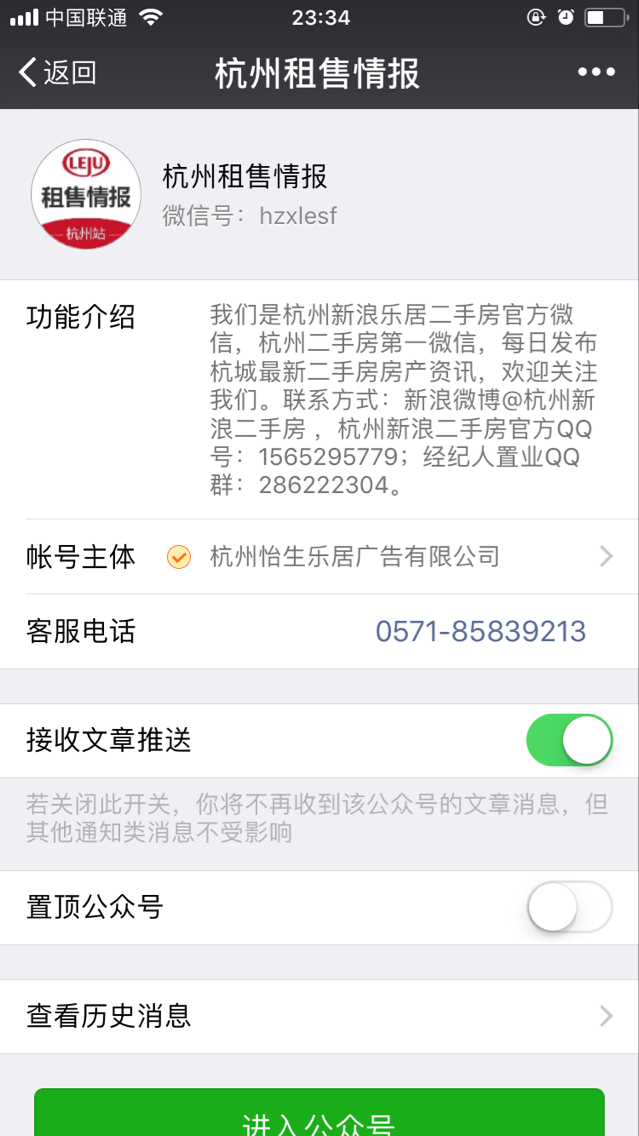 中国联通 23:34
返回 杭州租售情报
LEJU
租售情报
杭州站
杭州租售情报
微信号：hzxlesf
功能介绍 我们是杭州新浪乐居二手房官方微
信，杭州二手房第一微信，每日发布
杭城最新二手房房产资讯，欢迎关注
我们。联系方式：新浪微博@杭州新
浪二手房 ，杭州新浪二手房官方QQ
号：1565295779；经纪人置业QQ
群：286222304。
帐号主体 杭州怡生乐居广告有限公司
客服电话 0571-85839213
接收文章推送
若关闭此开关，你将不再收到该公众号的文章消息，但
其他通知类消息不受影响
置顶公众号
查看历史消息
进入公众号